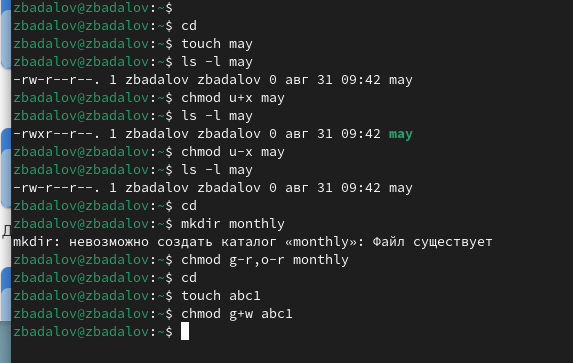 zbadalov@zbadalov:~$
zbadalov@zbadalov:~$ cd
zbadalov@zbadalov:~$ touch may
zbadalov@zbadalov:~$ ls -l may
-rw-r--r--. 1 zbadalov zbadalov 0 авг 31 09:42 may
zbadalov@zbadalov:~$ chmod u+x may
zbadalov@zbadalov:~$ ls -l may
-rwxr--r--. 1 zbadalov zbadalov 0 авг 31 09:42 may
zbadalov@zbadalov:~$ chmod u-x may
zbadalov@zbadalov:~$ ls -l may
-rw-r--r--. 1 zbadalov zbadalov 0 авг 31 09:42 may
zbadalov@zbadalov:~$ cd
zbadalov@zbadalov:~$ mkdir monthly
mkdir: невозможно создать каталог «monthly»: Файл существует
zbadalov@zbadalov:~$ chmod g-r,o-r monthly
zbadalov@zbadalov:~$ cd
zbadalov@zbadalov:~$ touch abc1
zbadalov@zbadalov:~$ chmod g+w abc1
zbadalov@zbadalov:~$